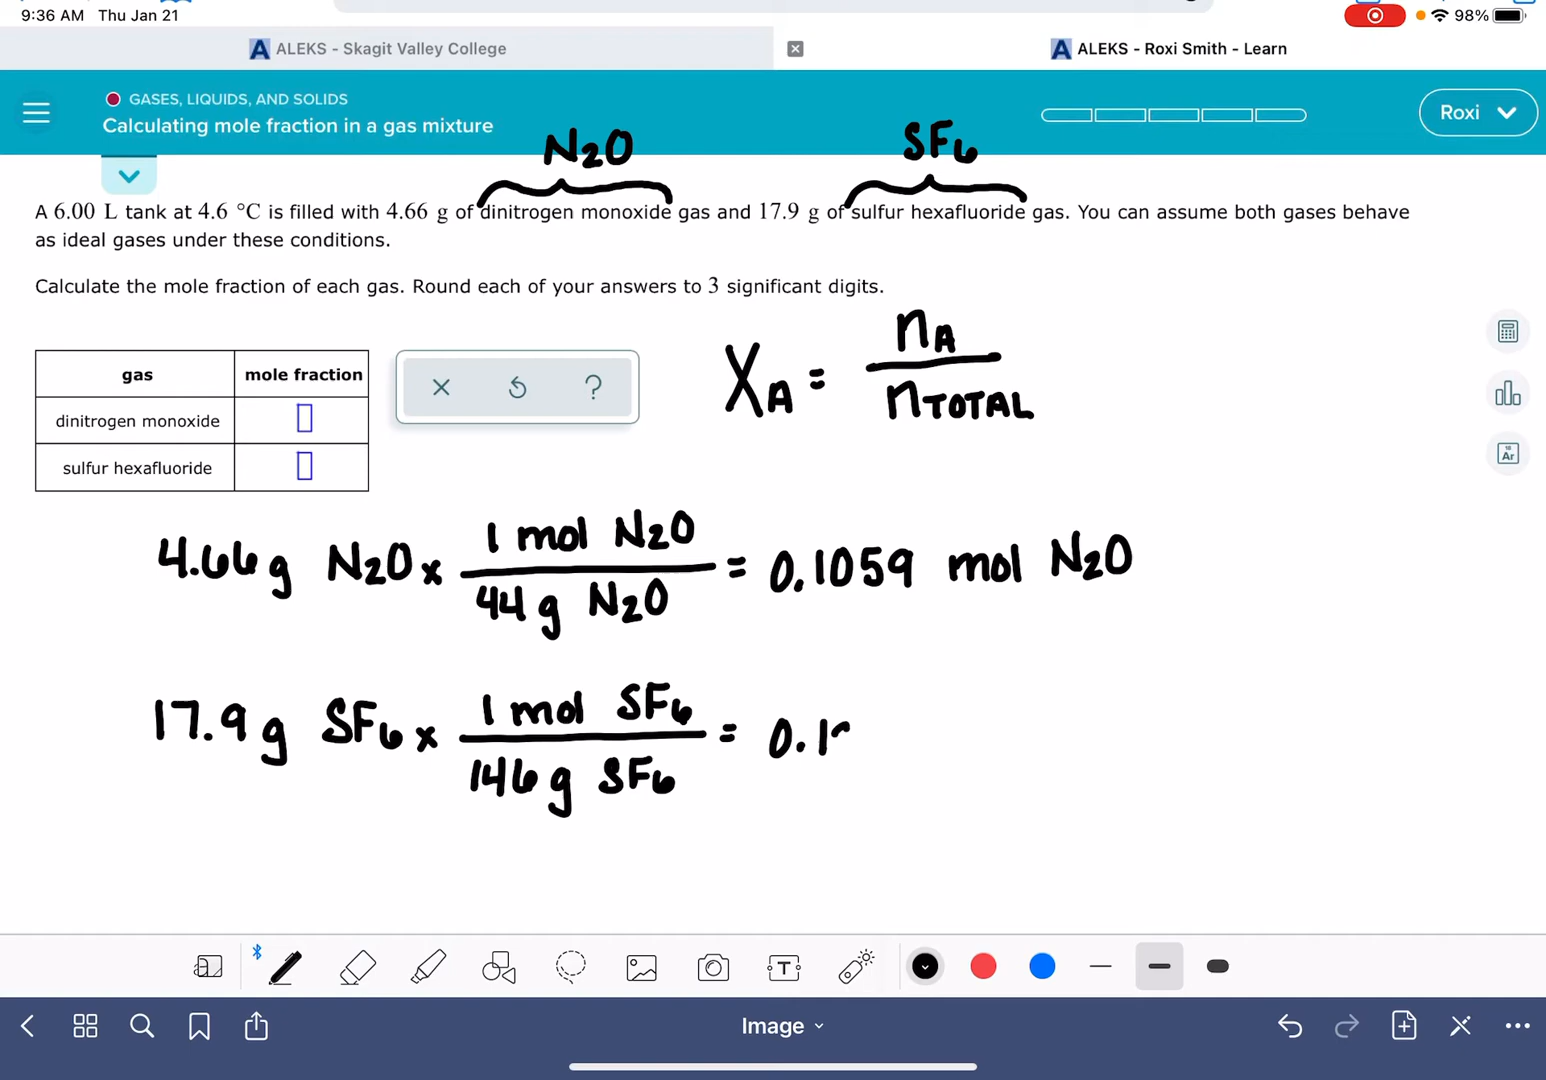 9:36 AM Thu Jan 21
98%
ALEKS - Skagit Valley College
ALEKS - Roxi Smith - Learn
GASES, LIQUIDS, AND SOLIDS
Calculating mole fraction in a gas mixture
Roxi
N2O
SF6
A 6.00 L tank at 4.6 °C is filled with 4.66 g of dinitrogen monoxide gas and 17.9 g of sulfur hexafluoride gas. You can assume both gases behave
as ideal gases under these conditions.
Calculate the mole fraction of each gas. Round each of your answers to 3 significant digits.
gas mole fraction
dinitrogen monoxide
sulfur hexafluoride
?
XA = nA / nTOTAL
18 Ar
4.66g N2O x 1 mol N2O / 44 g N2O = 0.1059 mol N2O
17.9g SF6 x 1 mol SF6 / 146g SF6 = 0.1
T
Image